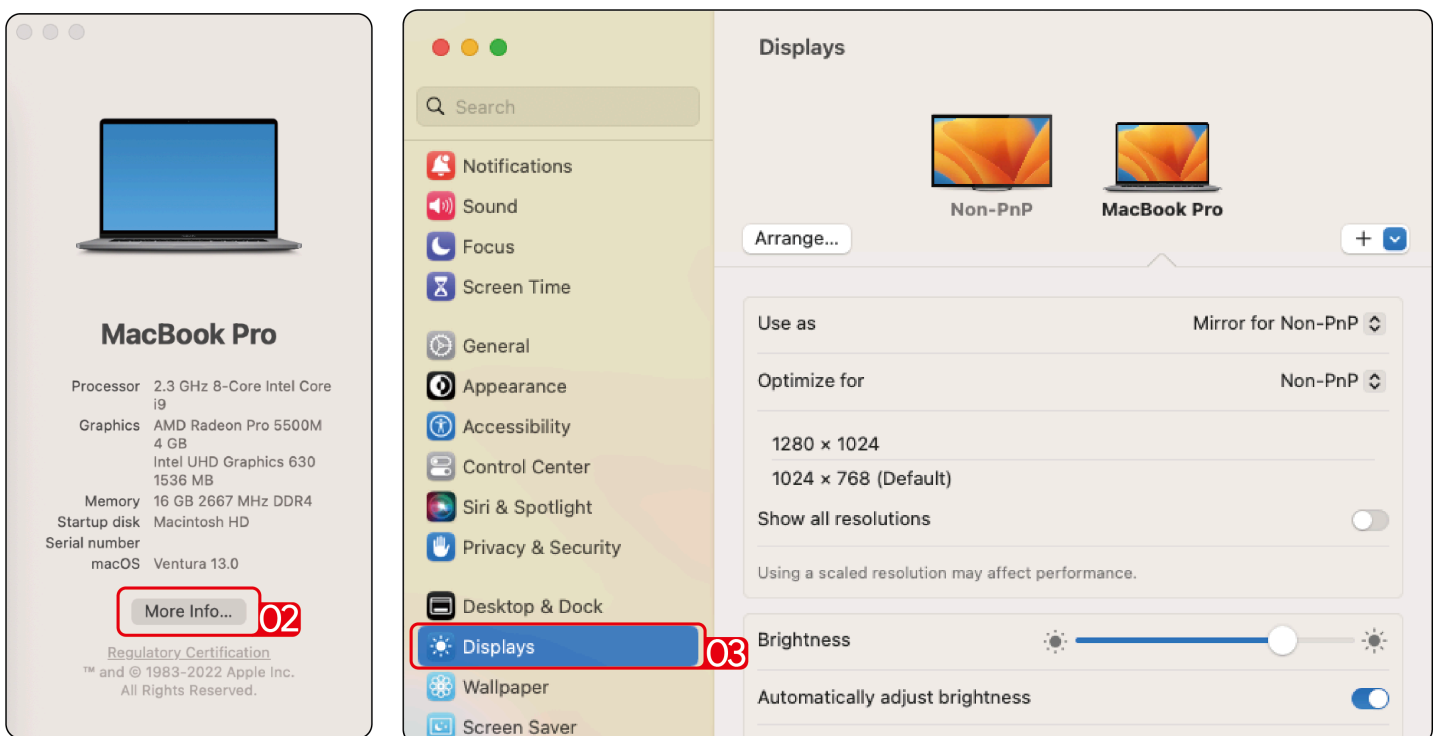 MacBook Pro
Processor 2.3 GHz 8-Core Intel Core
i9
Graphics AMD Radeon Pro 5500M
4 GB
Intel UHD Graphics 630
1536 MB
Memory 16 GB 2667 MHz DDR4
Startup disk Macintosh HD
Serial number
macOS Ventura 13.0
More Info...
02
Regulatory Certification
™ and © 1983-2022 Apple Inc.
All Rights Reserved.
Search
Notifications
Sound
Focus
Screen Time
General
Appearance
Accessibility
Control Center
Siri & Spotlight
Privacy & Security
Desktop & Dock
Displays
03
Wallpaper
Screen Saver
Displays
Non-PnP
MacBook Pro
Arrange...
+
Use as Mirror for Non-PnP
Optimize for Non-PnP
1280 × 1024
1024 × 768 (Default)
Show all resolutions
Using a scaled resolution may affect performance.
Brightness
Automatically adjust brightness